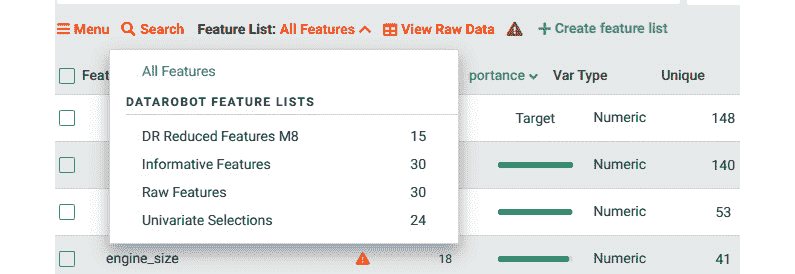 Menu Search Feature List: All Features View Raw Data Create feature list
Feat portance Var Type Unique
All Features
DATAROBOT FEATURE LISTS
Target Numeric 148
DR Reduced Features M8 15
Informative Features 30
Numeric 140
Raw Features 30
Numeric 53
Univariate Selections 24
engine_size 18 Numeric 41